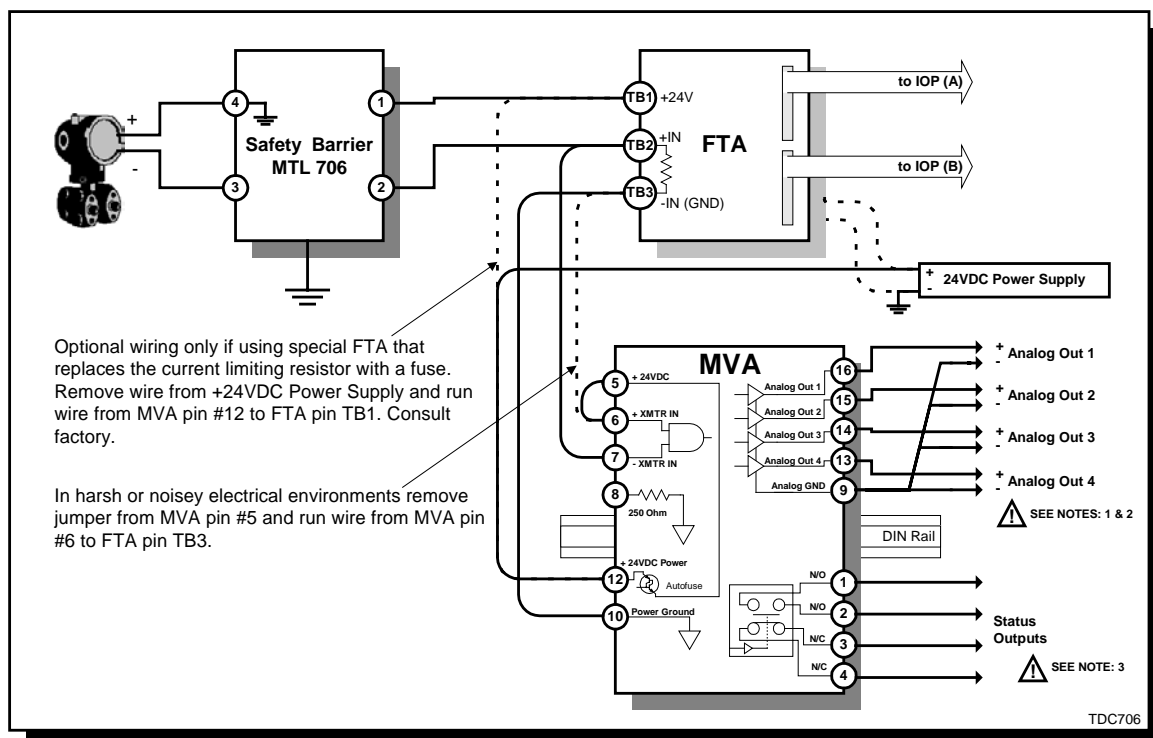 +
-
4
3
1
2
Safety Barrier
MTL 706
TB1
+24V
TB2
+IN
TB3
-IN (GND)
FTA
to IOP (A)
to IOP (B)
+
-
24VDC Power Supply
Optional wiring only if using special FTA that
replaces the current limiting resistor with a fuse.
Remove wire from +24VDC Power Supply and run
wire from MVA pin #12 to FTA pin TB1. Consult
factory.
In harsh or noisey electrical environments remove
jumper from MVA pin #5 and run wire from MVA pin
#6 to FTA pin TB3.
MVA
5
+ 24VDC
6
+ XMTR IN
7
- XMTR IN
8
250 Ohm
12
+ 24VDC Power
Autofuse
10
Power Ground
Analog Out 1
16
Analog Out 2
15
Analog Out 3
14
Analog Out 4
13
Analog GND
9
+
- Analog Out 1
+
- Analog Out 2
+
- Analog Out 3
+
- Analog Out 4
! SEE NOTES: 1 & 2
DIN Rail
N/O
1
N/O
2
N/C
3
N/C
4
Status
Outputs
! SEE NOTE: 3
TDC706